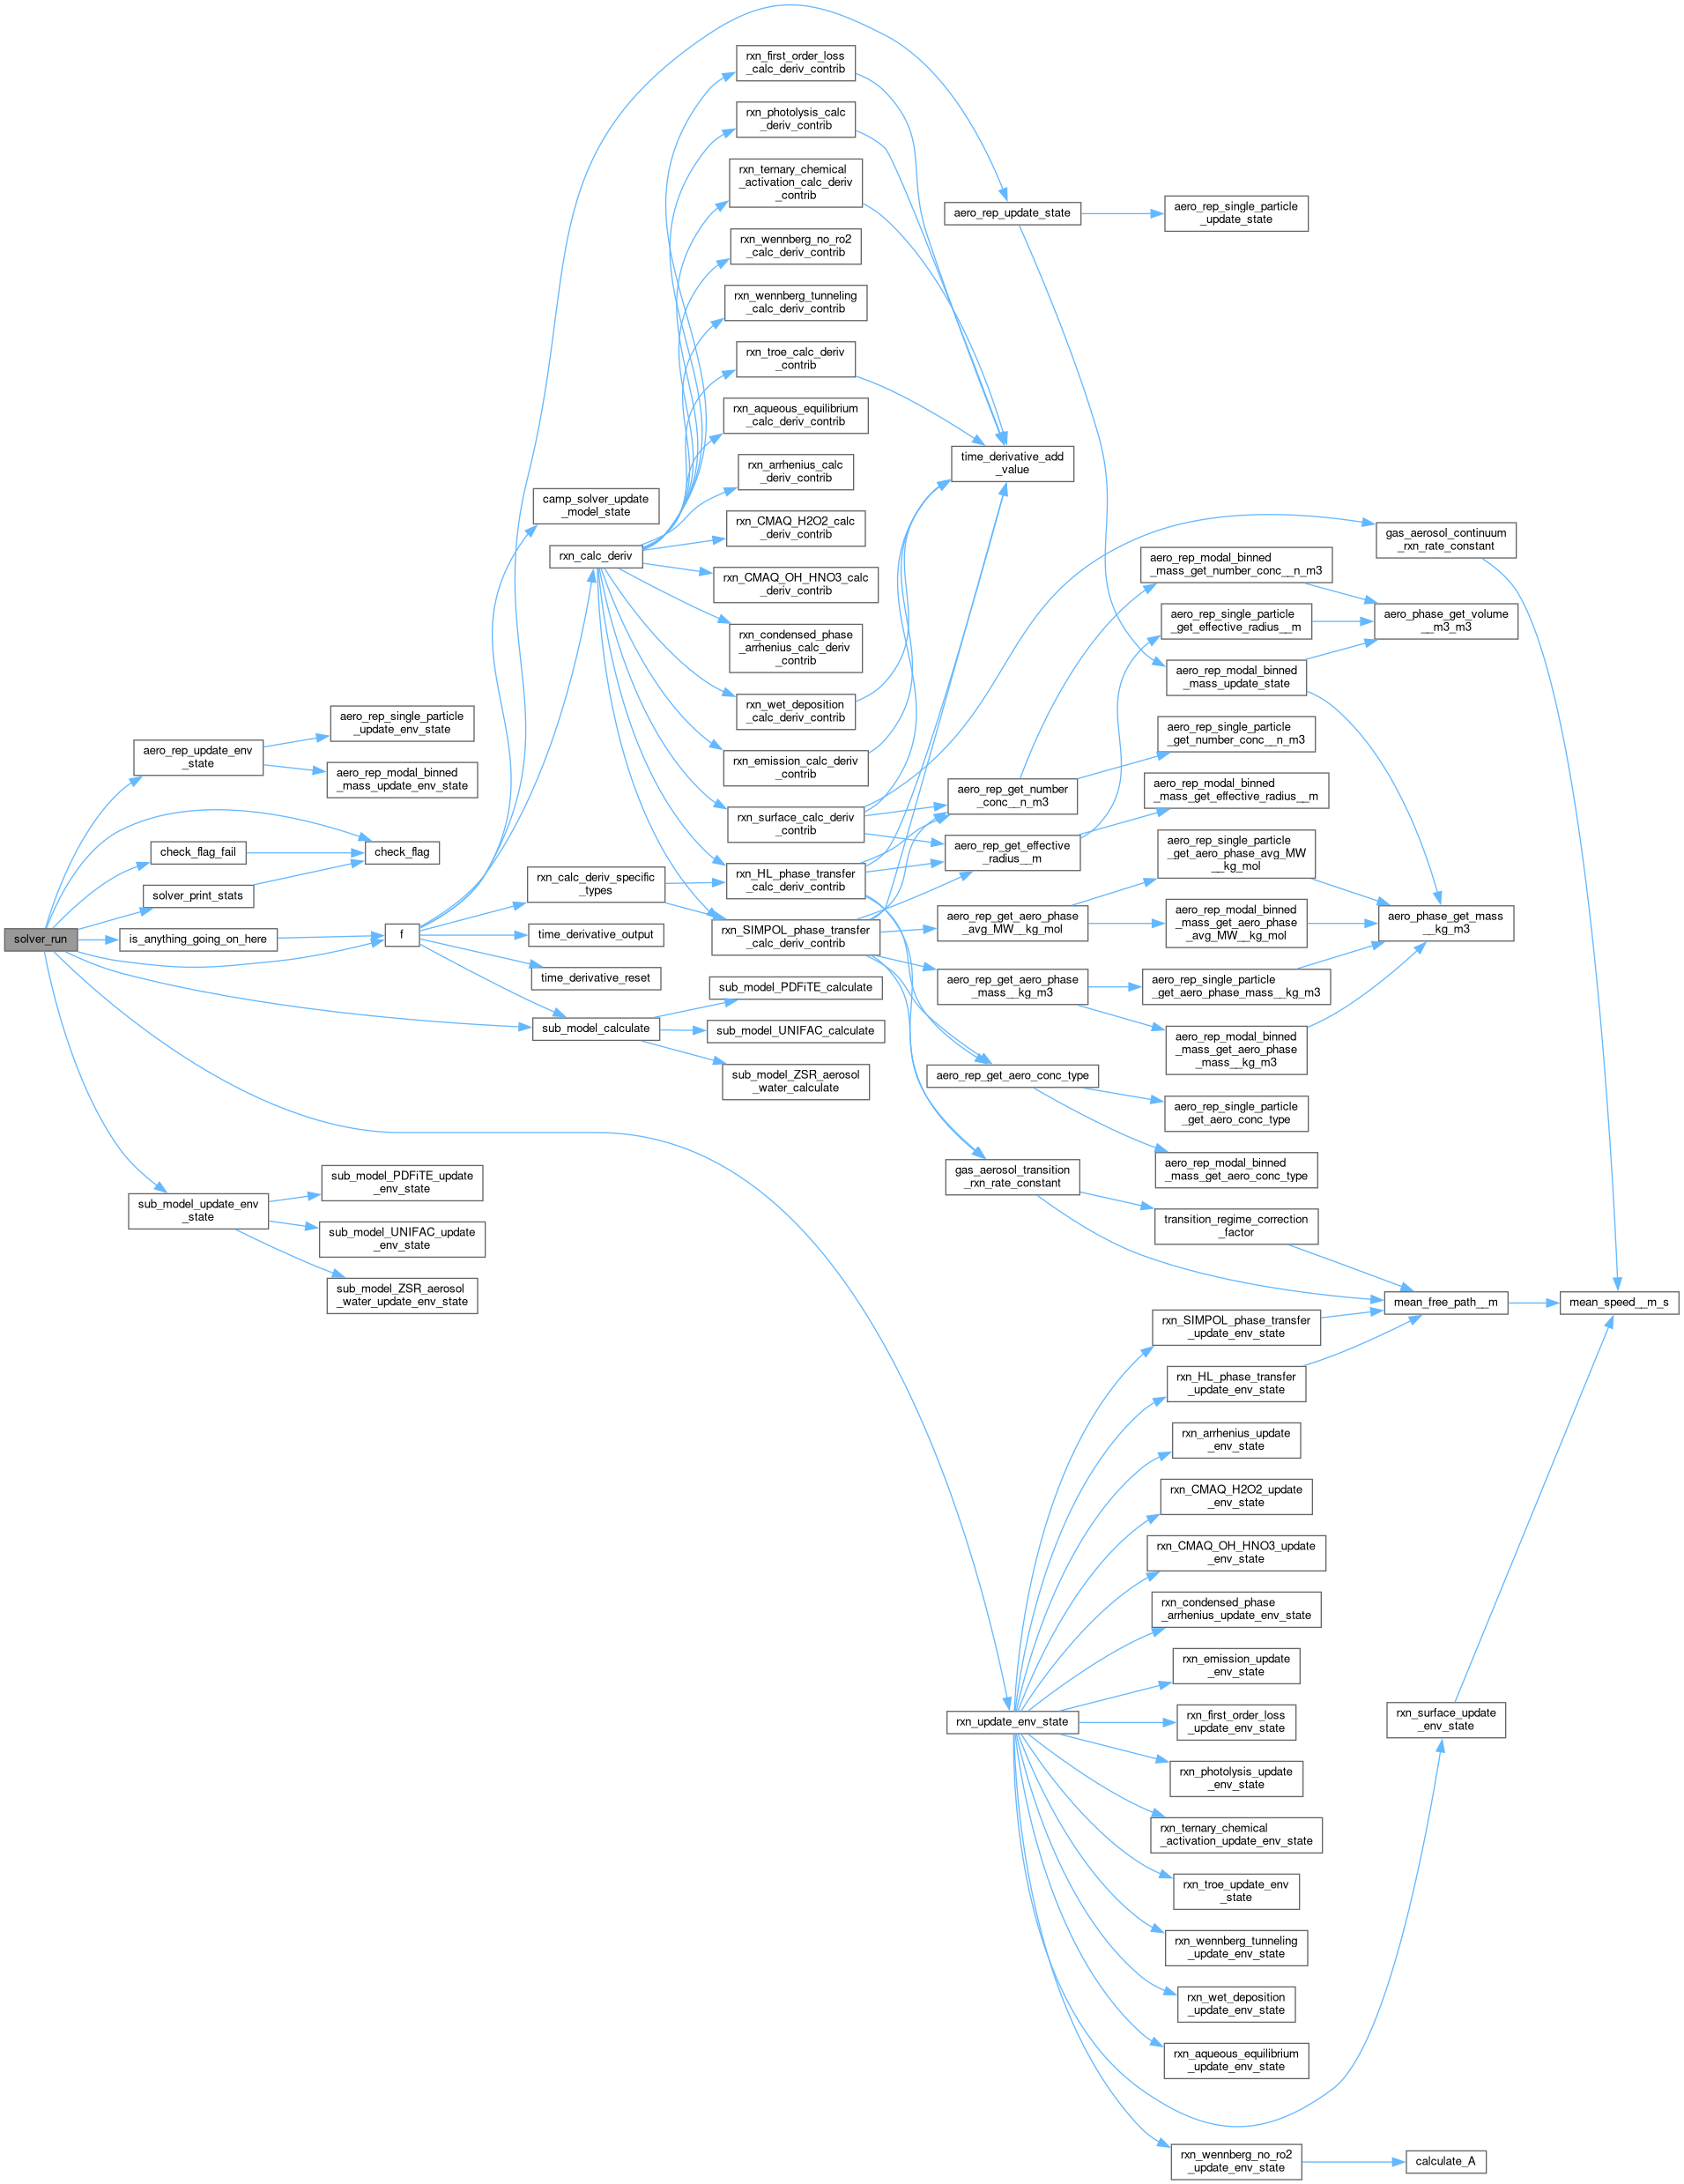 solver_run
aero_rep_update_env
_state
aero_rep_single_particle
_update_env_state
aero_rep_modal_binned
_mass_update_env_state
check_flag
check_flag_fail
solver_print_stats
is_anything_going_on_here
f
sub_model_update_env
_state
sub_model_PDFiTE_update
_env_state
sub_model_UNIFAC_update
_env_state
sub_model_ZSR_aerosol
_water_update_env_state
camp_solver_update
_model_state
rxn_calc_deriv
rxn_calc_deriv_specific
_types
time_derivative_output
time_derivative_reset
sub_model_calculate
rxn_first_order_loss
_calc_deriv_contrib
rxn_photolysis_calc
_deriv_contrib
rxn_ternary_chemical
_activation_calc_deriv
_contrib
rxn_wennberg_no_ro2
_calc_deriv_contrib
rxn_wennberg_tunneling
_calc_deriv_contrib
rxn_troe_calc_deriv
_contrib
rxn_aqueous_equilibrium
_calc_deriv_contrib
rxn_arrhenius_calc
_deriv_contrib
rxn_CMAQ_H2O2_calc
_deriv_contrib
rxn_CMAQ_OH_HNO3_calc
_deriv_contrib
rxn_condensed_phase
_arrhenius_calc_deriv
_contrib
rxn_wet_deposition
_calc_deriv_contrib
rxn_emission_calc_deriv
_contrib
rxn_surface_calc_deriv
_contrib
rxn_HL_phase_transfer
_calc_deriv_contrib
rxn_SIMPOL_phase_transfer
_calc_deriv_contrib
sub_model_PDFiTE_calculate
sub_model_UNIFAC_calculate
sub_model_ZSR_aerosol
_water_calculate
aero_rep_update_state
time_derivative_add
_value
aero_rep_get_number
_conc__n_m3
aero_rep_get_effective
_radius__m
aero_rep_get_aero_phase
_avg_MW__kg_mol
aero_rep_get_aero_phase
_mass__kg_m3
aero_rep_get_aero_conc_type
gas_aerosol_transition
_rxn_rate_constant
rxn_update_env_state
aero_rep_single_particle
_update_state
aero_rep_modal_binned
_mass_get_number_conc__n_m3
aero_rep_single_particle
_get_effective_radius__m
aero_rep_modal_binned
_mass_update_state
aero_rep_single_particle
_get_number_conc__n_m3
aero_rep_modal_binned
_mass_get_effective_radius__m
aero_rep_single_particle
_get_aero_phase_avg_MW
__kg_mol
aero_rep_modal_binned
_mass_get_aero_phase
_avg_MW__kg_mol
aero_rep_single_particle
_get_aero_phase_mass__kg_m3
aero_rep_modal_binned
_mass_get_aero_phase
_mass__kg_m3
aero_rep_single_particle
_get_aero_conc_type
aero_rep_modal_binned
_mass_get_aero_conc_type
transition_regime_correction
_factor
rxn_SIMPOL_phase_transfer
_update_env_state
rxn_HL_phase_transfer
_update_env_state
rxn_arrhenius_update
_env_state
rxn_CMAQ_H2O2_update
_env_state
rxn_CMAQ_OH_HNO3_update
_env_state
rxn_condensed_phase
_arrhenius_update_env_state
rxn_emission_update
_env_state
rxn_first_order_loss
_update_env_state
rxn_photolysis_update
_env_state
rxn_ternary_chemical
_activation_update_env_state
rxn_troe_update_env
_state
rxn_wennberg_tunneling
_update_env_state
rxn_wet_deposition
_update_env_state
rxn_aqueous_equilibrium
_update_env_state
rxn_wennberg_no_ro2
_update_env_state
gas_aerosol_continuum
_rxn_rate_constant
aero_phase_get_volume
__m3_m3
aero_phase_get_mass
__kg_m3
mean_free_path__m
mean_speed__m_s
rxn_surface_update
_env_state
calculate_A